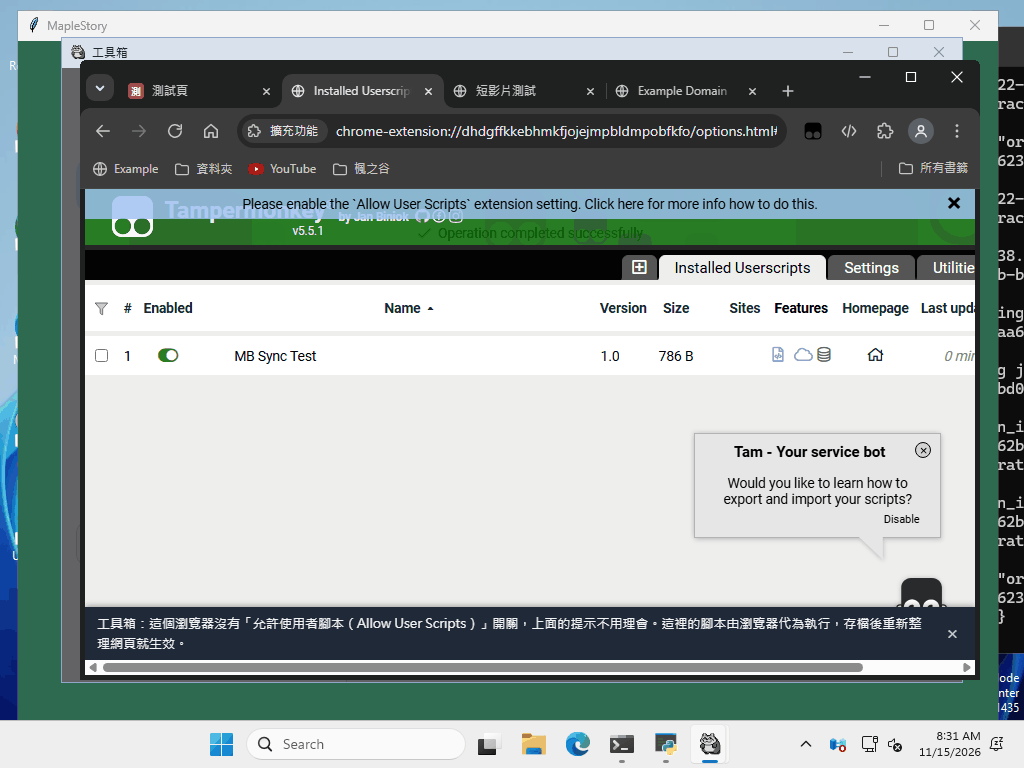 MapleStory
工具箱
測 測試頁
Installed Userscrip
短影片測試
Example Domain
擴充功能
chrome-extension://dhdgffkkebhmkfjojejmpbldmpobfkfo/options.html#
Example
資料夾
YouTube
楓之谷
所有書籤
Please enable the `Allow User Scripts` extension setting. Click here for more info how to do this.
Tampermonkey by Jan Biniok
v5.5.1
Operation completed successfully
Installed Userscripts
Settings
Utilitie
# Enabled Name Version Size Sites Features Homepage Last upda
1 MB Sync Test 1.0 786 B 0 min
Tam - Your service bot
Would you like to learn how to
export and import your scripts?
Disable
工具箱：這個瀏覽器沒有「允許使用者腳本（Allow User Scripts）」開關，上面的提示不用理會。這裡的腳本由瀏覽器代為執行，存檔後重新整
理網頁就生效。
Search
8:31 AM
11/15/2026